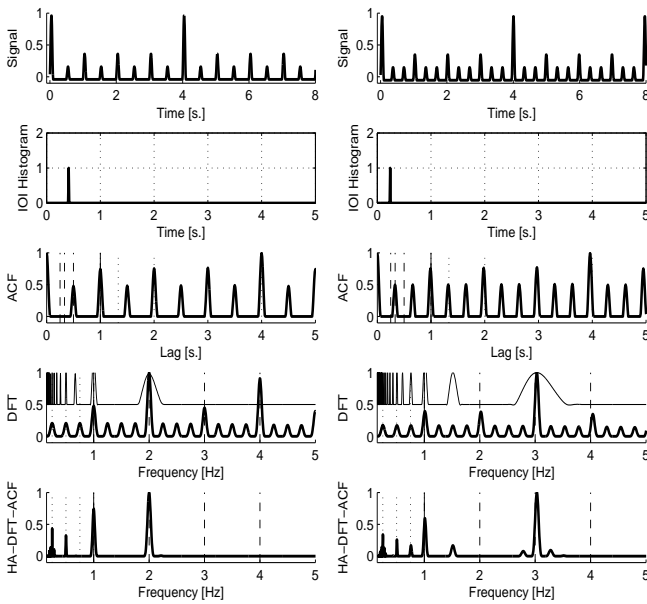 Signal
1
0.5
0
0 2 4 6 8
Time [s.]
Signal
1
0.5
0
0 2 4 6 8
Time [s.]
IOI Histogram
2
1
0
0 1 2 3 4 5
Time [s.]
IOI Histogram
2
1
0
0 1 2 3 4 5
Time [s.]
ACF
1
0.5
0
0 1 2 3 4 5
Lag [s.]
ACF
1
0.5
0
0 1 2 3 4 5
Lag [s.]
DFT
1
0.5
0
1 2 3 4 5
Frequency [Hz]
DFT
1
0.5
0
1 2 3 4 5
Frequency [Hz]
HA-DFT-ACF
1
0.5
0
1 2 3 4 5
Frequency [Hz]
HA-DFT-ACF
1
0.5
0
1 2 3 4 5
Frequency [Hz]